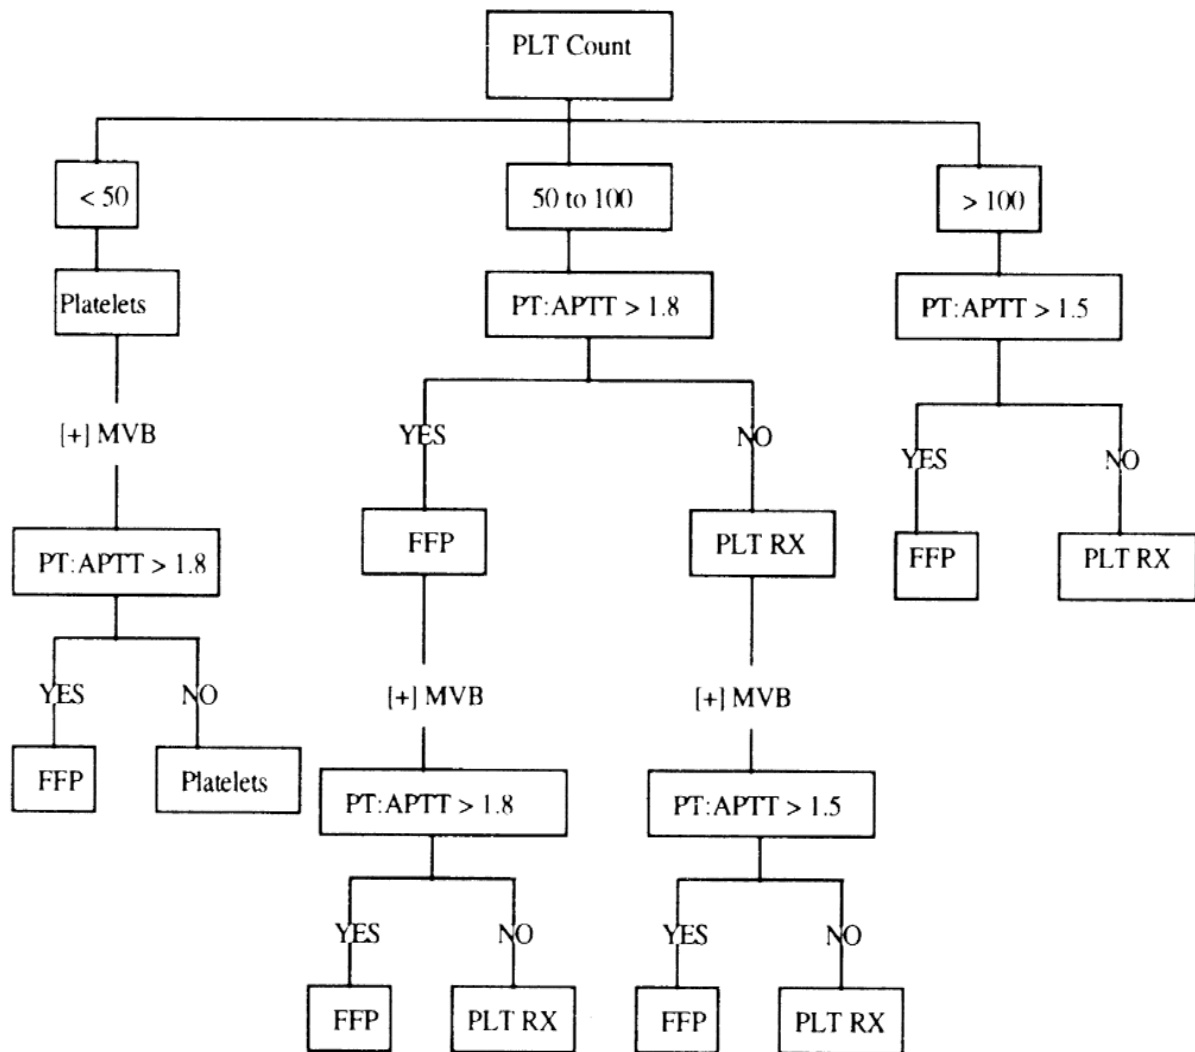 PLT Count
< 50
50 to 100
> 100
Platelets
PT:APTT > 1.8
PT:APTT > 1.5
[+] MVB
YES
NO
YES
NO
FFP
PLT RX
FFP
PLT RX
PT:APTT > 1.8
YES
NO
[+] MVB
[+] MVB
FFP
Platelets
PT:APTT > 1.8
PT:APTT > 1.5
YES
NO
YES
NO
FFP
PLT RX
FFP
PLT RX